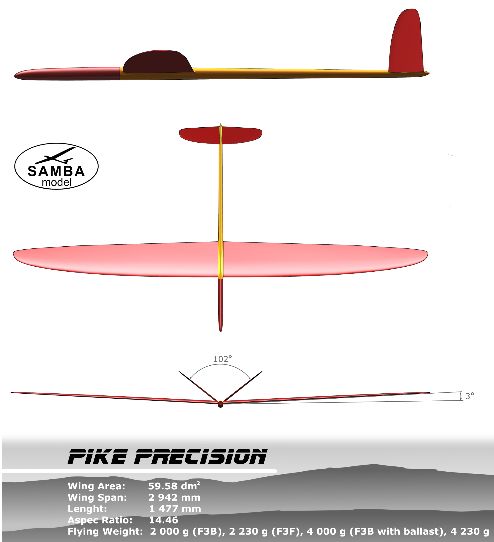 SAMBA
model
102°
3°
PIKE PRECISION
Wing Area: 59.58 dm²
Wing Span: 2 942 mm
Lenght: 1 477 mm
Aspec Ratio: 14.46
Flying Weight: 2 000 g (F3B), 2 230 g (F3F), 4 000 g (F3B with ballast), 4 230 g